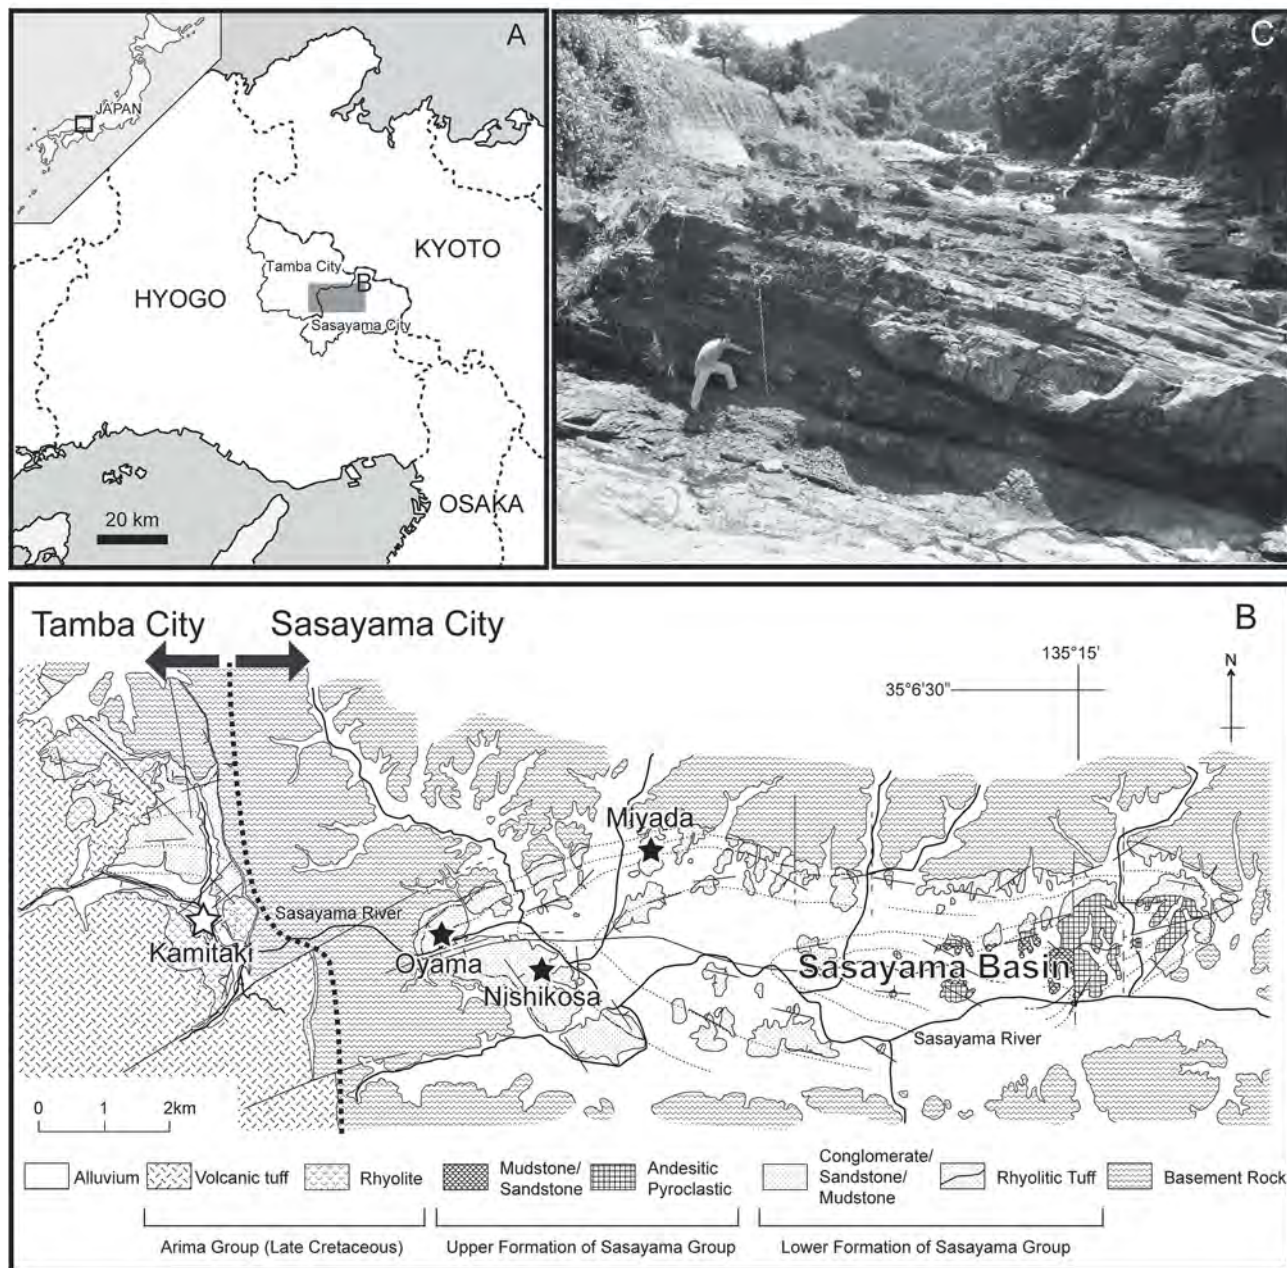 A
JAPAN
KYOTO
Tamba City
B
HYOGO
Sasayama City
OSAKA
20 km
C
Tamba City
Sasayama City
B
135°15'
35°6'30"
N
Miyada
Sasayama River
Kamitaki
Oyama
Nishikosa
Sasayama Basin
Sasayama River
0 1 2km
Alluvium
Volcanic tuff
Rhyolite
Mudstone/
Sandstone
Andesitic
Pyroclastic
Conglomerate/
Sandstone/
Mudstone
Rhyolitic Tuff
Basement Rock
Arima Group (Late Cretaceous)
Upper Formation of Sasayama Group
Lower Formation of Sasayama Group